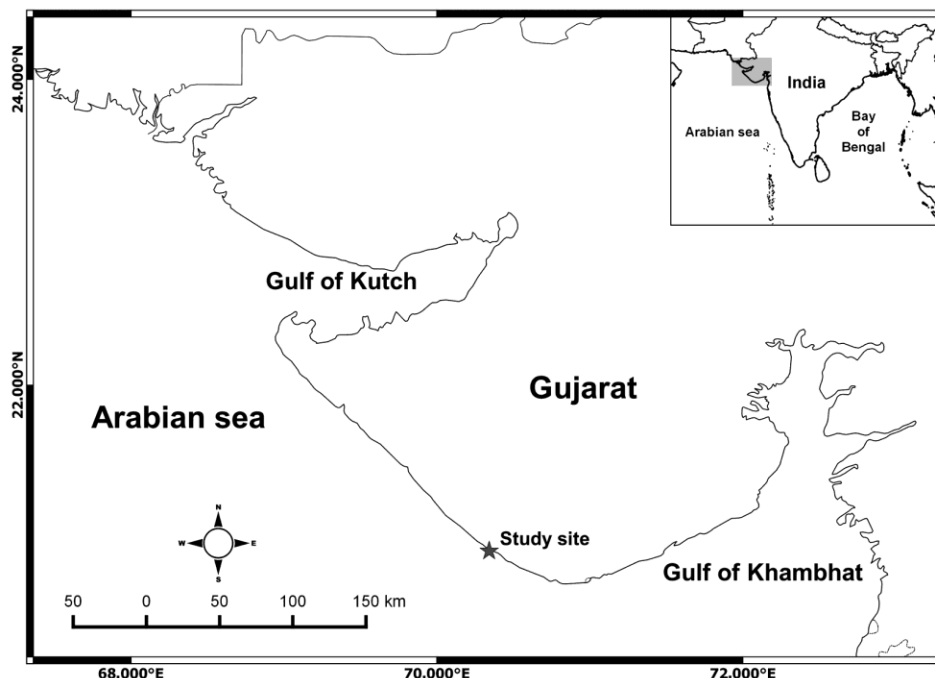 24.000°N
22.000°N
India
Arabian sea
Bay
of
Bengal
Gulf of Kutch
Gujarat
Arabian sea
Study site
Gulf of Khambhat
N
W
E
S
50 0 50 100 150 km
68.000°E 70.000°E 72.000°E